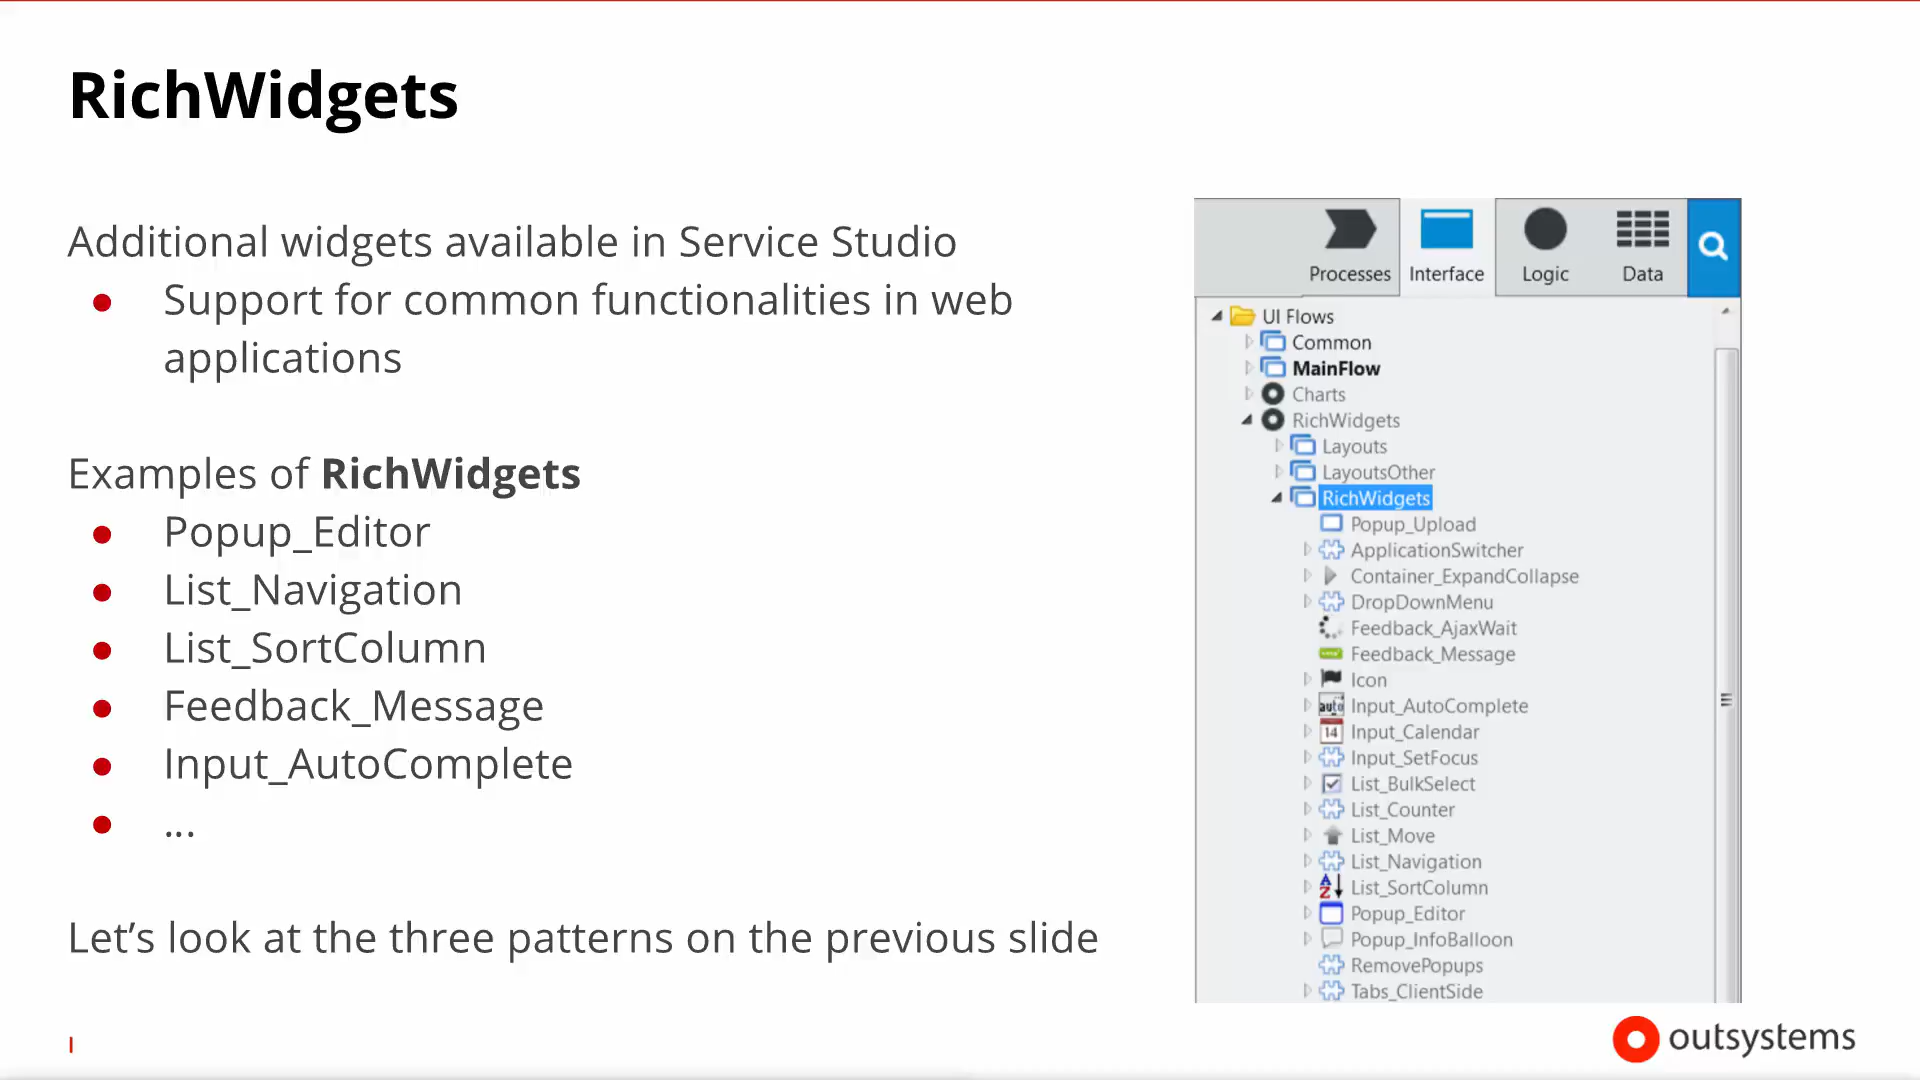 RichWidgets
Additional widgets available in Service Studio
● Support for common functionalities in web
applications
Examples of RichWidgets
● Popup_Editor
● List_Navigation
● List_SortColumn
● Feedback_Message
● Input_AutoComplete
● ...
Let’s look at the three patterns on the previous slide
Processes Interface Logic Data
UI Flows
Common
MainFlow
Charts
RichWidgets
Layouts
LayoutsOther
RichWidgets
Popup_Upload
ApplicationSwitcher
Container_ExpandCollapse
DropDownMenu
Feedback_AjaxWait
Feedback_Message
Icon
auto Input_AutoComplete
14 Input_Calendar
Input_SetFocus
List_BulkSelect
List_Counter
List_Move
List_Navigation
AZ List_SortColumn
Popup_Editor
Popup_InfoBalloon
RemovePopups
Tabs_ClientSide
outsystems